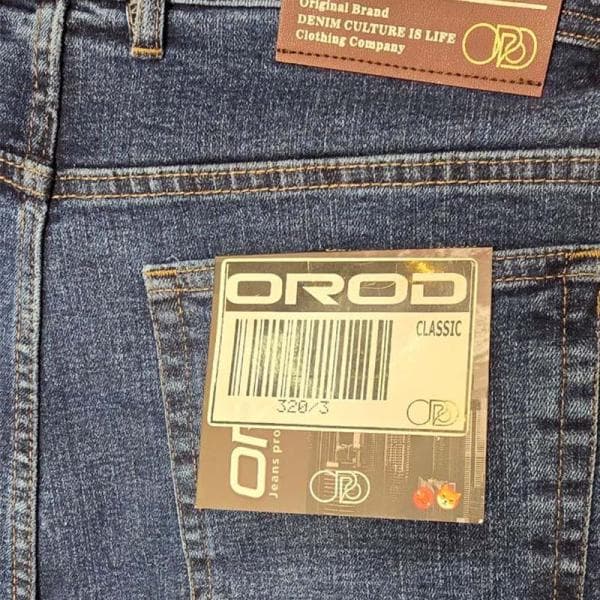 Original Brand
DENIM CULTURE IS LIFE
Clothing Company
OROD
CLASSIC
320/3
Jeans pro